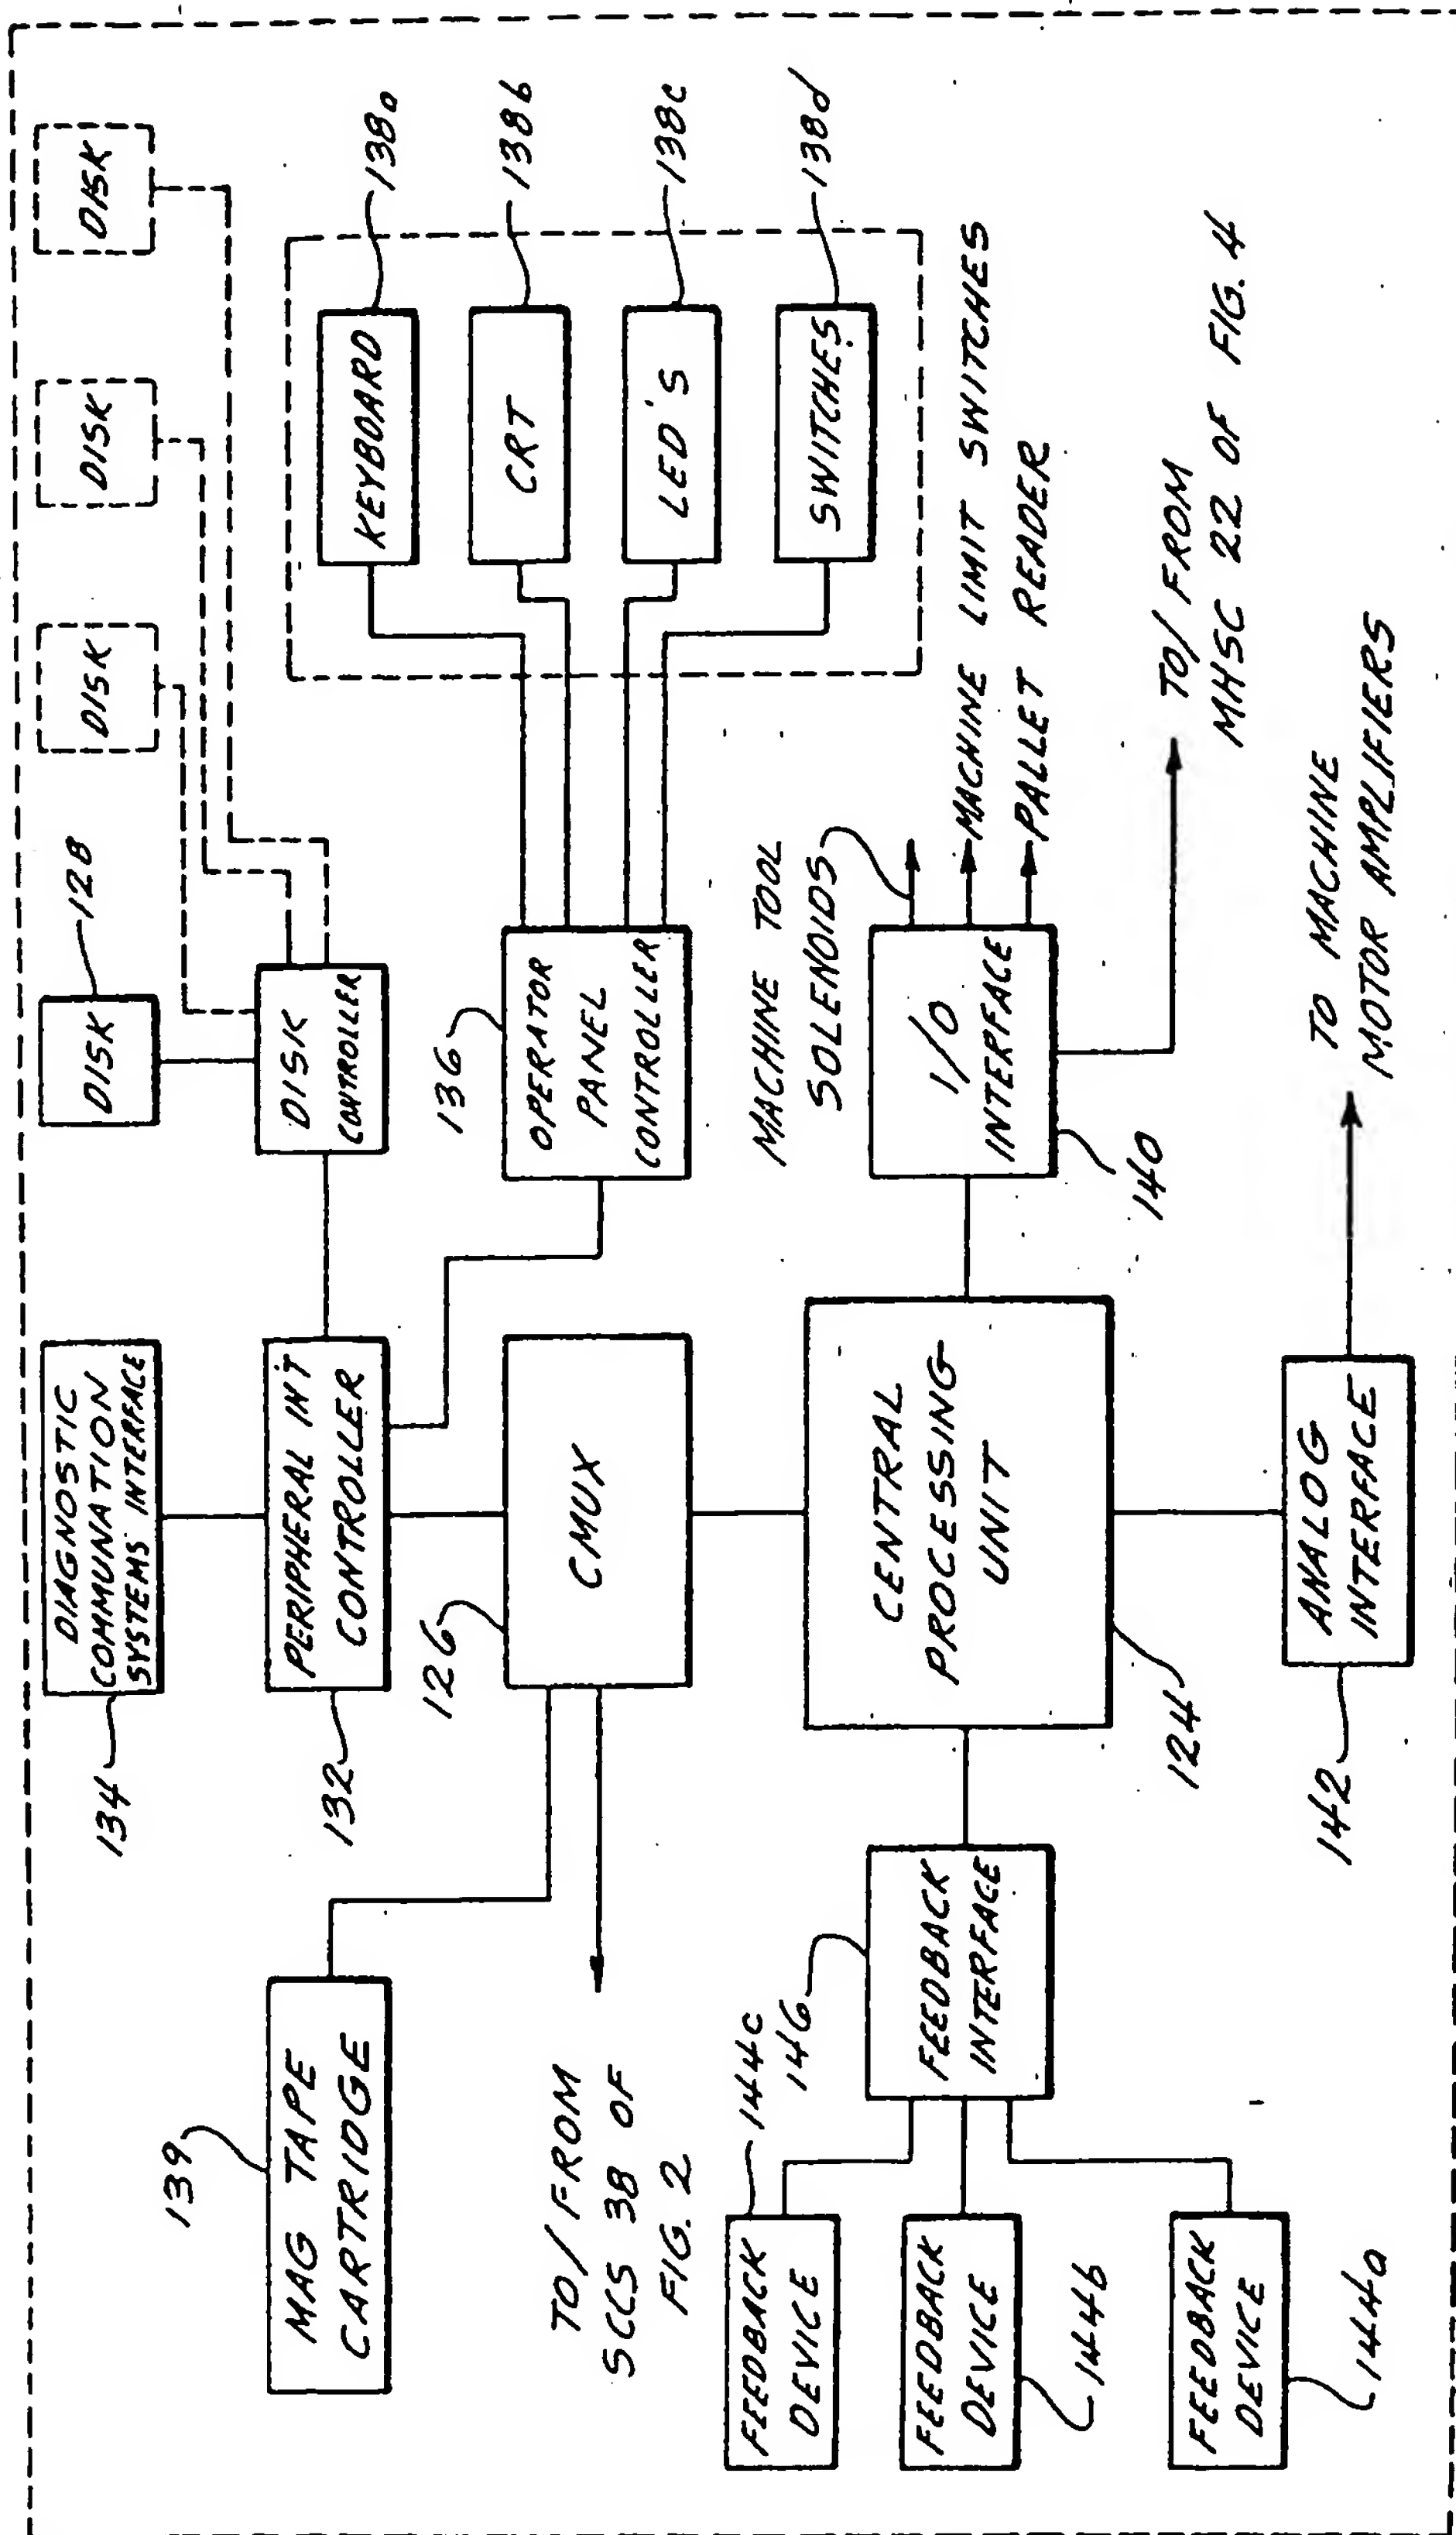 134
DIAGNOSTIC
COMMUNATION
SYSTEMS INTERFACE
DISK
128
DISK
DISK
DISK
139
MAG TAPE
CARTRIDGE
132
PERIPHERAL INT
CONTROLLER
DISK
CONTROLLER
126
CMUX
136
OPERATOR
PANEL
CONTROLLER
KEYBOARD
138a
CRT
138b
LED'S
138c
SWITCHES
138d
TO/FROM
SCCS 38 OF
FIG. 2
MACHINE TOOL
SOLENOIDS
MACHINE LIMIT SWITCHES
PALLET READER
I/O
INTERFACE
140
TO/FROM
MHSC 22 OF FIG. 4
CENTRAL
PROCESSING
UNIT
124
146
FEEDBACK
INTERFACE
144c
FEEDBACK
DEVICE
FEEDBACK
DEVICE
144b
FEEDBACK
DEVICE
144a
142
ANALOG
INTERFACE
TO MACHINE
MOTOR AMPLIFIERS